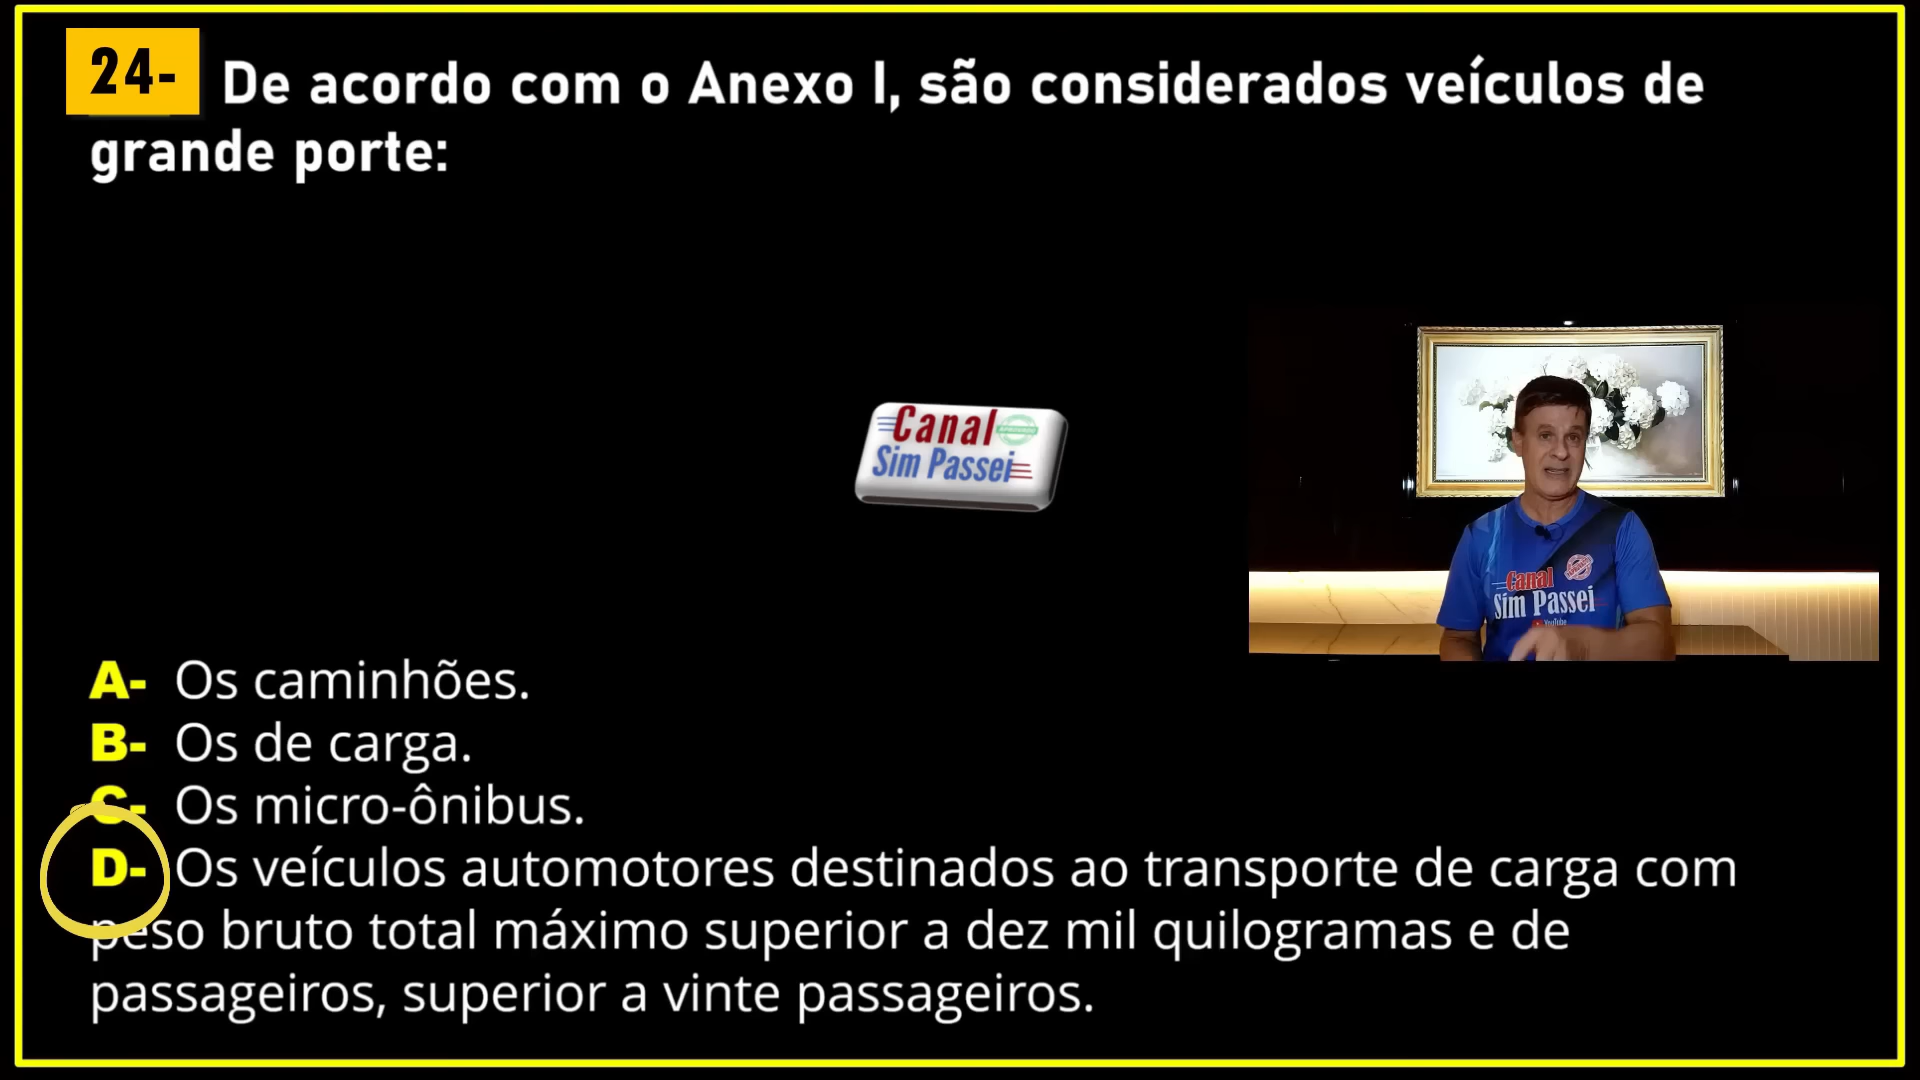 24- De acordo com o Anexo I, são considerados veículos de
grande porte:
Canal
Sim Passei
Canal
Sim Passei
YouTube
A- Os caminhões.
B- Os de carga.
C- Os micro-ônibus.
D- Os veículos automotores destinados ao transporte de carga com
peso bruto total máximo superior a dez mil quilogramas e de
passageiros, superior a vinte passageiros.